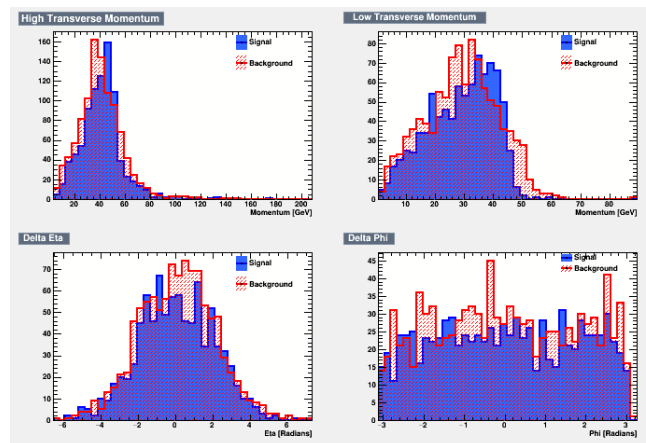 High Transverse Momentum
Low Transverse Momentum
160
140
120
100
80
60
40
20
0
Signal
Background
20 40 60 80 100 120 140 160 180 200
Momentum [GeV]
80
70
60
50
40
30
20
10
0
Signal
Background
10 20 30 40 50 60 70 80
Momentum [GeV]
Delta Eta
Delta Phi
70
60
50
40
30
20
10
0
Signal
Background
−6 −4 −2 0 2 4 6
Eta [Radians]
45
40
35
30
25
20
15
10
5
0
Signal
Background
−3 −2 −1 0 1 2 3
Phi [Radians]